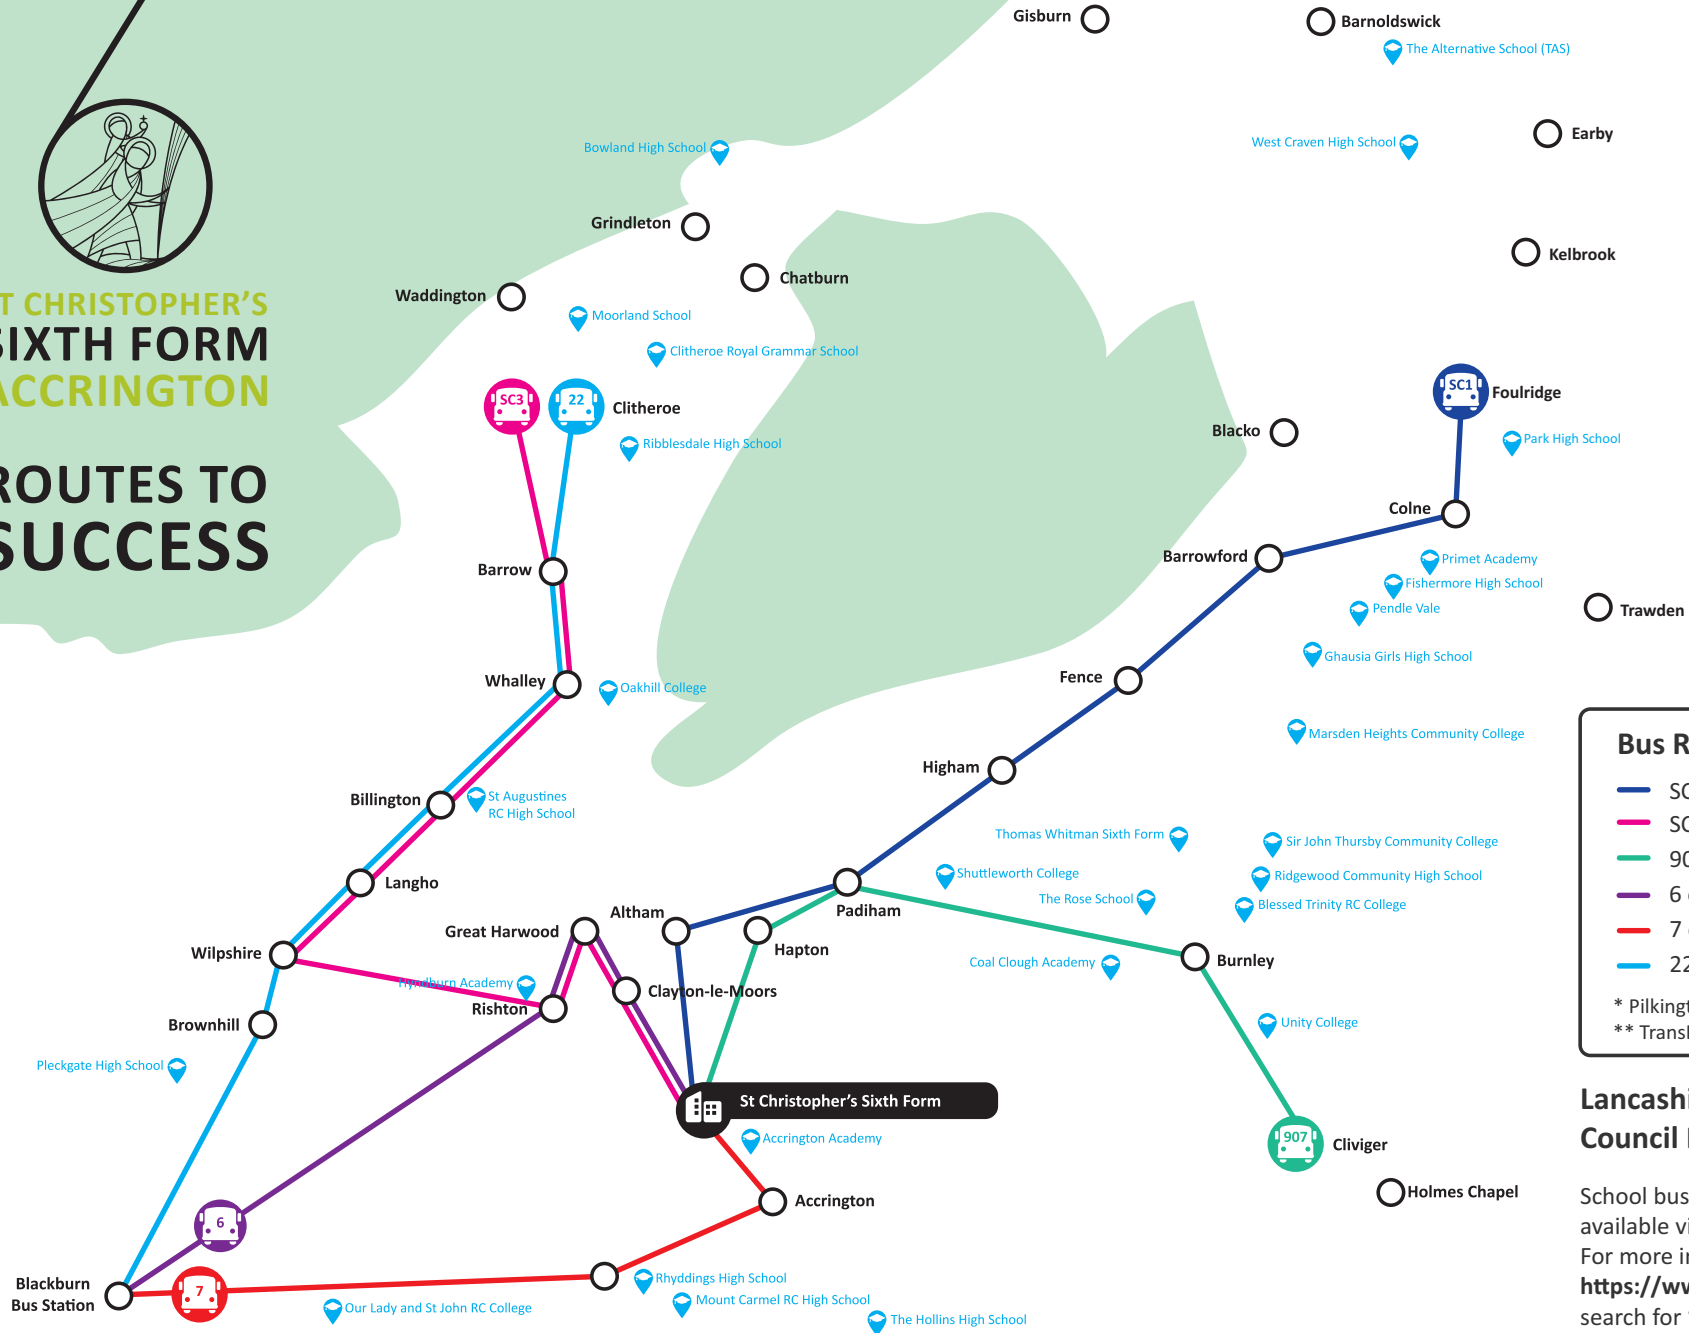 Gisburn
Barnoldswick
The Alternative School (TAS)
Earby
West Craven High School
Bowland High School
Grindleton
Kelbrook
Chatburn
Waddington
T CHRISTOPHER'S
SIXTH FORM
ACCRINGTON
Moorland School
Clitheroe Royal Grammar School
SC3
22
Clitheroe
SC1
Foulridge
Blacko
Park High School
Ribblesdale High School
ROUTES TO
SUCCESS
Colne
Barrowford
Primet Academy
Fishermore High School
Pendle Vale
Trawden
Barrow
Ghausia Girls High School
Fence
Whalley
Oakhill College
Marsden Heights Community College
Higham
Billington
St Augustines
RC High School
Thomas Whitman Sixth Form
Sir John Thursby Community College
Shuttleworth College
Ridgewood Community High School
The Rose School
Blessed Trinity RC College
Langho
Altham
Padiham
Great Harwood
Hapton
Wilpshire
Coal Clough Academy
Burnley
Hyndburn Academy
Clayton-le-Moors
Rishton
Brownhill
Unity College
Pleckgate High School
St Christopher's Sixth Form
Accrington Academy
907
Cliviger
Holmes Chapel
Accrington
6
Blackburn
Bus Station
7
Rhyddings High School
Mount Carmel RC High School
Our Lady and St John RC College
The Hollins High School
Bus R
SC
SC
90
6
7
22
* Pilkingt
** Transl
Lancashi
Council
School bus
available vi
For more in
https://ww
search for